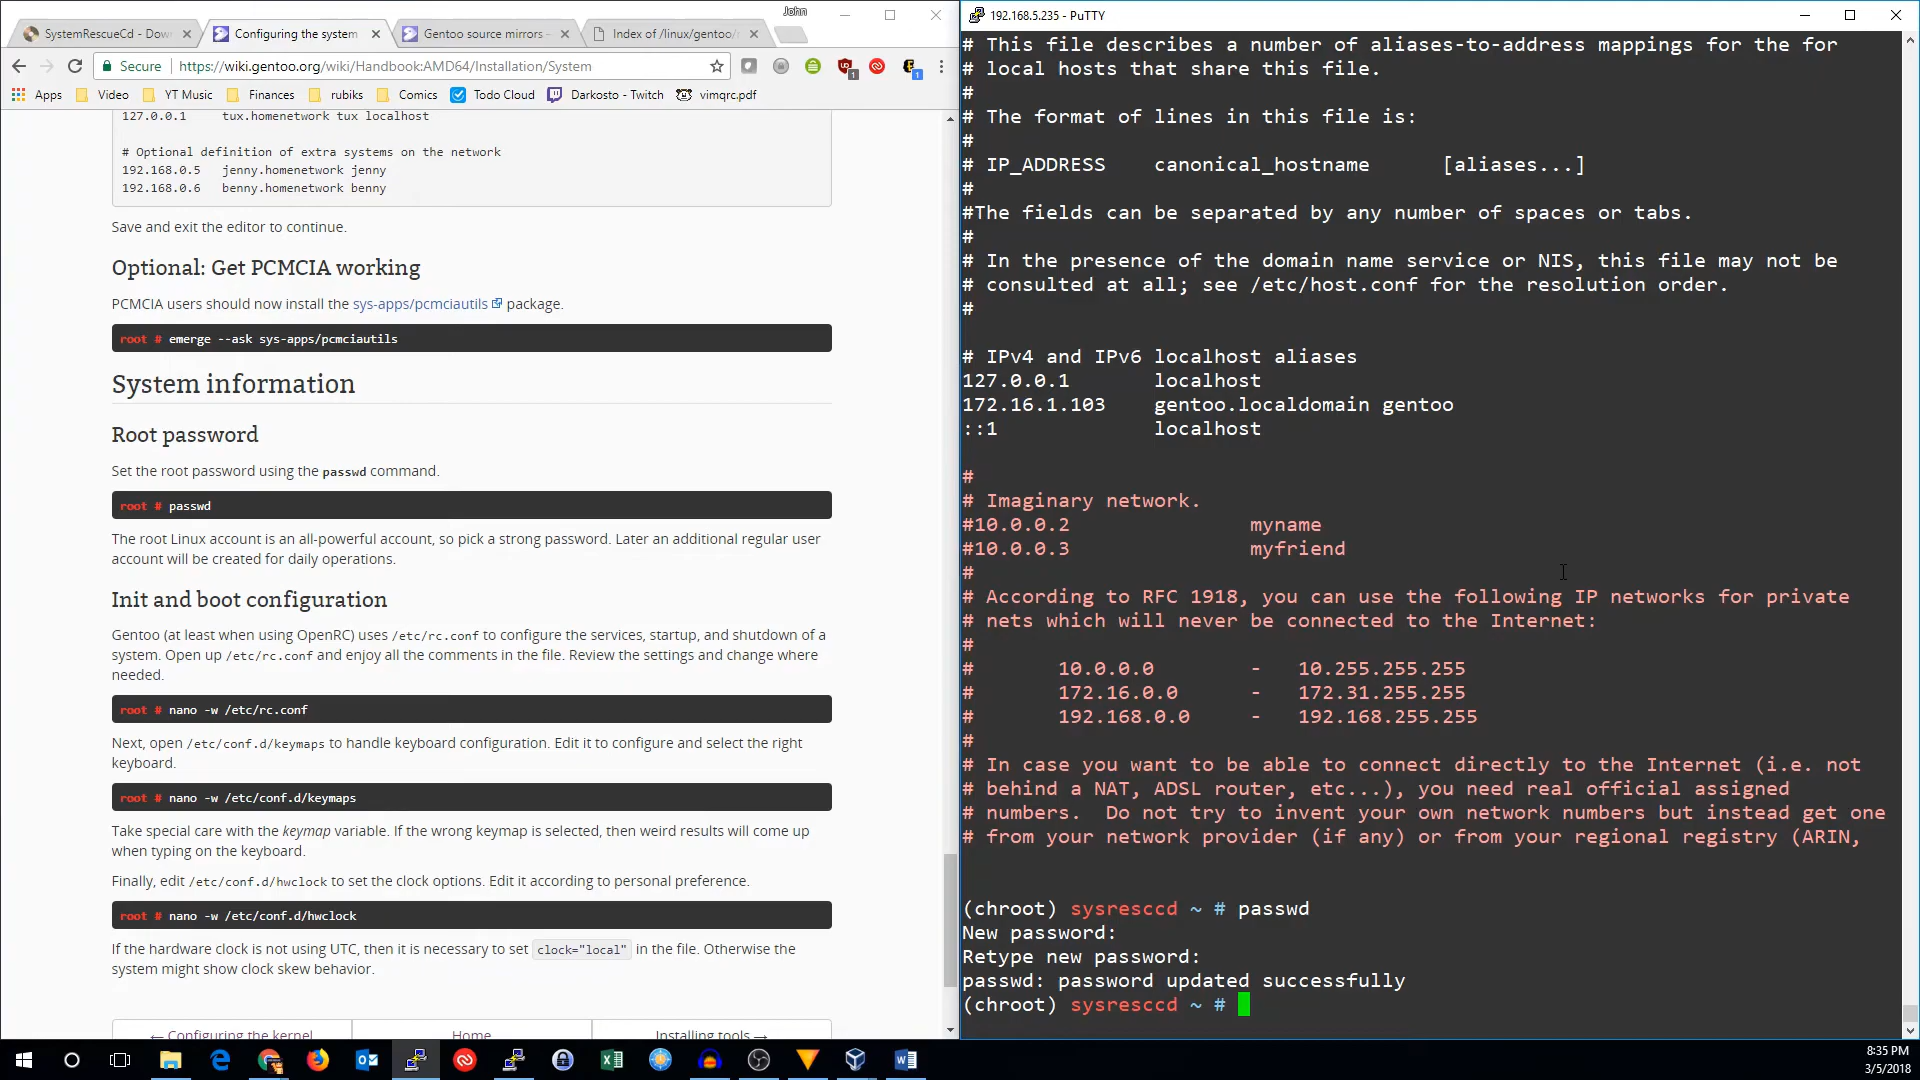 John
SystemRescueCd - Dow
Configuring the system
Gentoo source mirrors -
Index of /linux/gentoo/r
Secure
https://wiki.gentoo.org/wiki/Handbook:AMD64/Installation/System
Apps
Video
YT Music
Finances
rubiks
Comics
Todo Cloud
Darkosto - Twitch
vimqrc.pdf
127.0.0.1 tux.homenetwork tux localhost
# Optional definition of extra systems on the network
192.168.0.5 jenny.homenetwork jenny
192.168.0.6 benny.homenetwork benny
Save and exit the editor to continue.
Optional: Get PCMCIA working
PCMCIA users should now install the sys-apps/pcmciautils package.
root # emerge --ask sys-apps/pcmciautils
System information
Root password
Set the root password using the passwd command.
root # passwd
The root Linux account is an all-powerful account, so pick a strong password. Later an additional regular user
account will be created for daily operations.
Init and boot configuration
Gentoo (at least when using OpenRC) uses /etc/rc.conf to configure the services, startup, and shutdown of a
system. Open up /etc/rc.conf and enjoy all the comments in the file. Review the settings and change where
needed.
root # nano -w /etc/rc.conf
Next, open /etc/conf.d/keymaps to handle keyboard configuration. Edit it to configure and select the right
keyboard.
root # nano -w /etc/conf.d/keymaps
Take special care with the keymap variable. If the wrong keymap is selected, then weird results will come up
when typing on the keyboard.
Finally, edit /etc/conf.d/hwclock to set the clock options. Edit it according to personal preference.
root # nano -w /etc/conf.d/hwclock
If the hardware clock is not using UTC, then it is necessary to set clock="local" in the file. Otherwise the
system might show clock skew behavior.
← Configuring the kernel
Home
Installing tools →
192.168.5.235 - PuTTY
# This file describes a number of aliases-to-address mappings for the for
# local hosts that share this file.
#
# The format of lines in this file is:
#
# IP_ADDRESS canonical_hostname [aliases...]
#
#The fields can be separated by any number of spaces or tabs.
#
# In the presence of the domain name service or NIS, this file may not be
# consulted at all; see /etc/host.conf for the resolution order.
#
# IPv4 and IPv6 localhost aliases
127.0.0.1 localhost
172.16.1.103 gentoo.localdomain gentoo
::1 localhost
#
# Imaginary network.
#10.0.0.2 myname
#10.0.0.3 myfriend
#
# According to RFC 1918, you can use the following IP networks for private
# nets which will never be connected to the Internet:
#
# 10.0.0.0 - 10.255.255.255
# 172.16.0.0 - 172.31.255.255
# 192.168.0.0 - 192.168.255.255
#
# In case you want to be able to connect directly to the Internet (i.e. not
# behind a NAT, ADSL router, etc...), you need real official assigned
# numbers. Do not try to invent your own network numbers but instead get one
# from your network provider (if any) or from your regional registry (ARIN,
(chroot) sysresccd ~ # passwd
New password:
Retype new password:
passwd: password updated successfully
(chroot) sysresccd ~ #
8:35 PM
3/5/2018